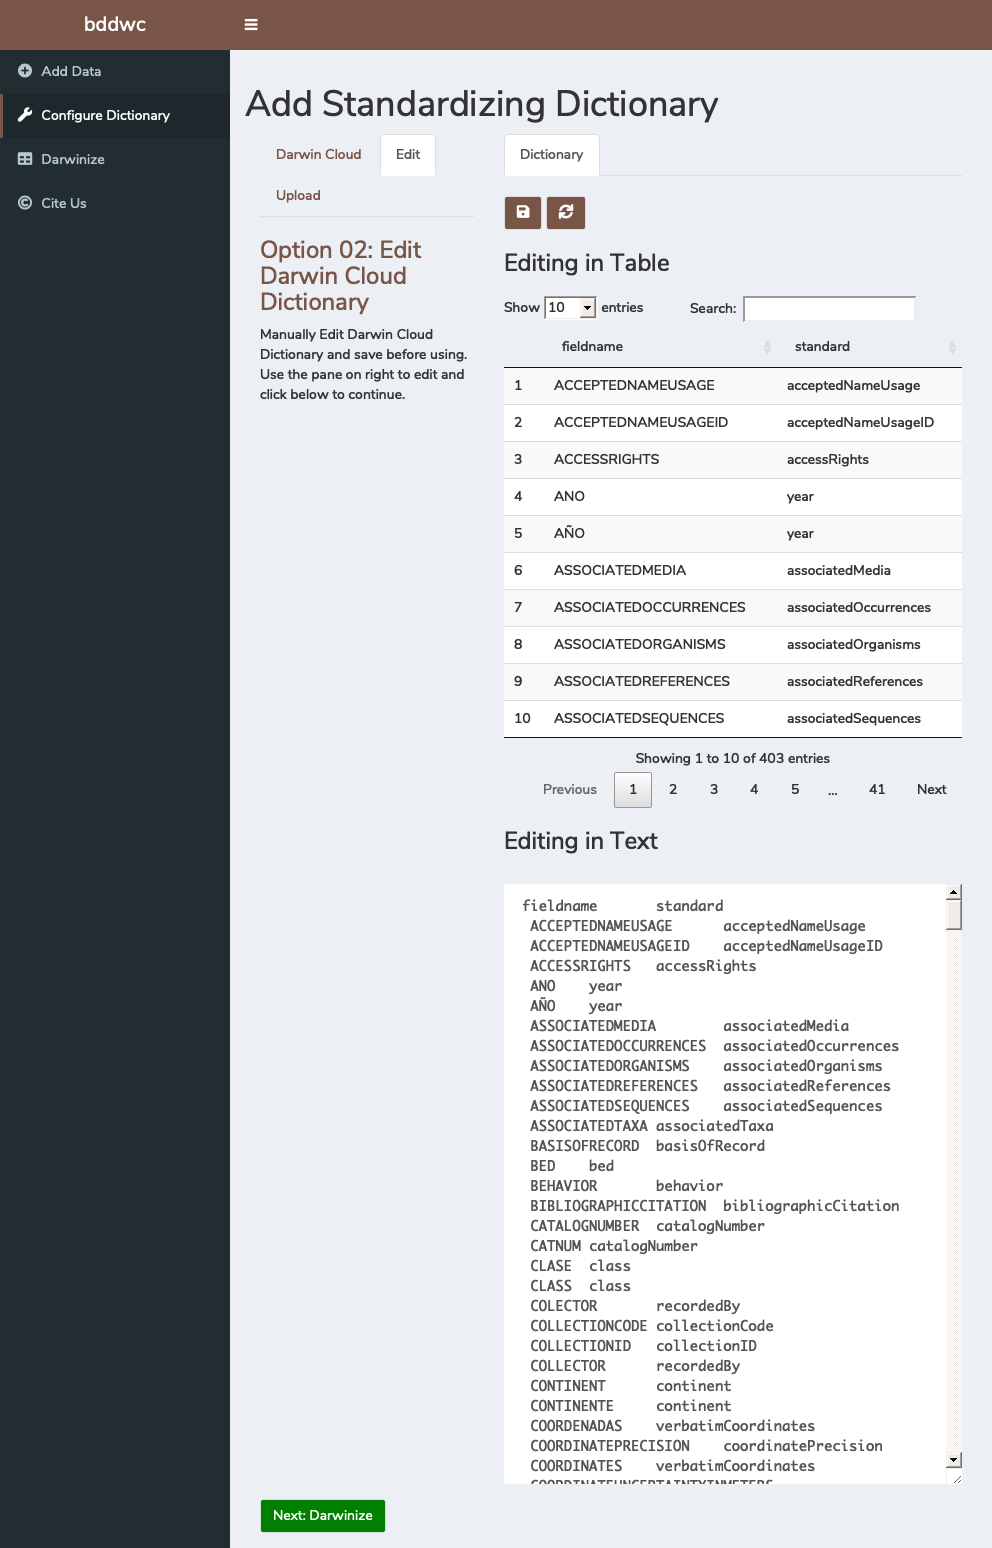 bddwc
Add Data
Configure Dictionary
Darwinize
Cite Us
Add Standardizing Dictionary
Darwin Cloud
Edit
Upload
Option 02: Edit
Darwin Cloud
Dictionary
Manually Edit Darwin Cloud
Dictionary and save before using.
Use the pane on right to edit and
click below to continue.
Dictionary
Editing in Table
Show 10 entries
Search:
fieldname standard
1 ACCEPTEDNAMEUSAGE acceptedNameUsage
2 ACCEPTEDNAMEUSAGEID acceptedNameUsageID
3 ACCESSRIGHTS accessRights
4 ANO year
5 AÑO year
6 ASSOCIATEDMEDIA associatedMedia
7 ASSOCIATEDOCCURRENCES associatedOccurrences
8 ASSOCIATEDORGANISMS associatedOrganisms
9 ASSOCIATEDREFERENCES associatedReferences
10 ASSOCIATEDSEQUENCES associatedSequences
Showing 1 to 10 of 403 entries
Previous 1 2 3 4 5 … 41 Next
Editing in Text
fieldname standard
ACCEPTEDNAMEUSAGE acceptedNameUsage
ACCEPTEDNAMEUSAGEID acceptedNameUsageID
ACCESSRIGHTS accessRights
ANO year
AÑO year
ASSOCIATEDMEDIA associatedMedia
ASSOCIATEDOCCURRENCES associatedOccurrences
ASSOCIATEDORGANISMS associatedOrganisms
ASSOCIATEDREFERENCES associatedReferences
ASSOCIATEDSEQUENCES associatedSequences
ASSOCIATEDTAXA associatedTaxa
BASISOFRECORD basisOfRecord
BED bed
BEHAVIOR behavior
BIBLIOGRAPHICCITATION bibliographicCitation
CATALOGNUMBER catalogNumber
CATNUM catalogNumber
CLASE class
CLASS class
COLECTOR recordedBy
COLLECTIONCODE collectionCode
COLLECTIONID collectionID
COLLECTOR recordedBy
CONTINENT continent
CONTINENTE continent
COORDENADAS verbatimCoordinates
COORDINATEPRECISION coordinatePrecision
COORDINATES verbatimCoordinates
Next: Darwinize